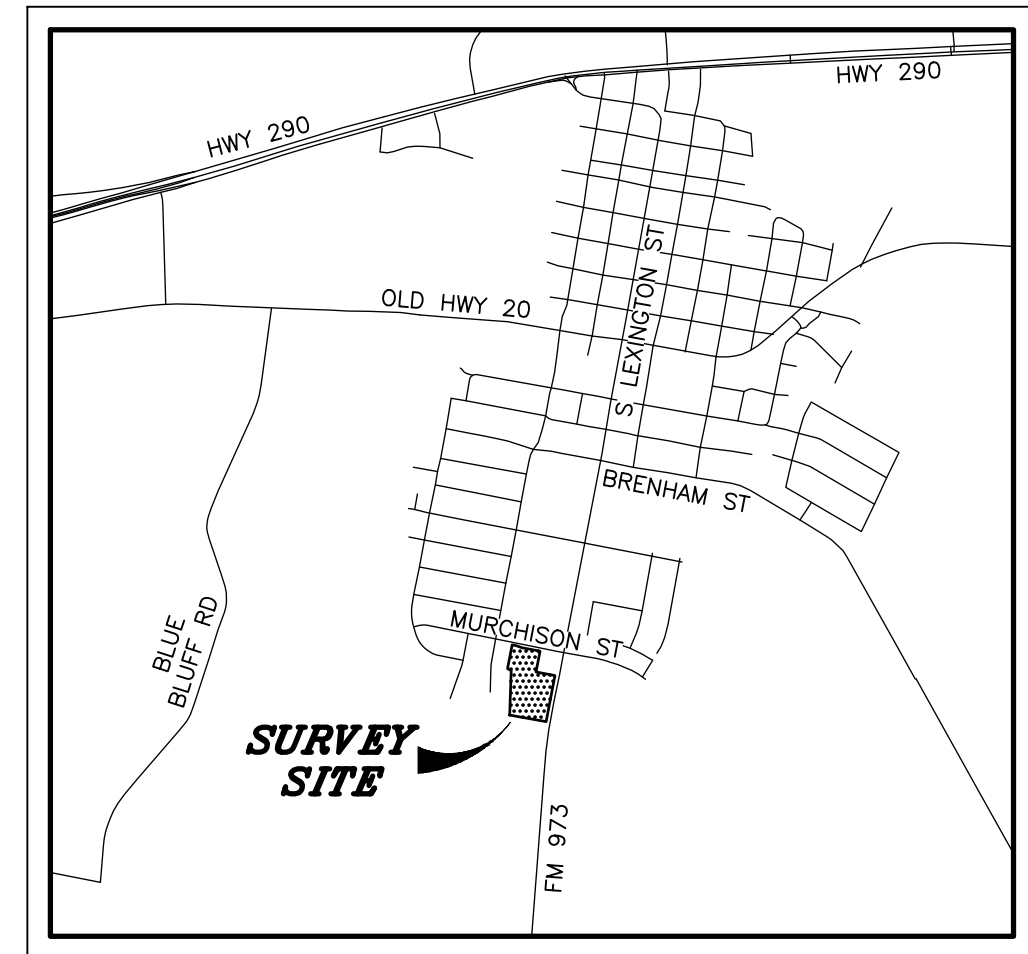 HWY 290
HWY 290
OLD HWY 20
S LEXINGTON ST
BRENHAM ST
MURCHISON ST
BLUE
BLUFF RD
SURVEY
SITE
FM 973